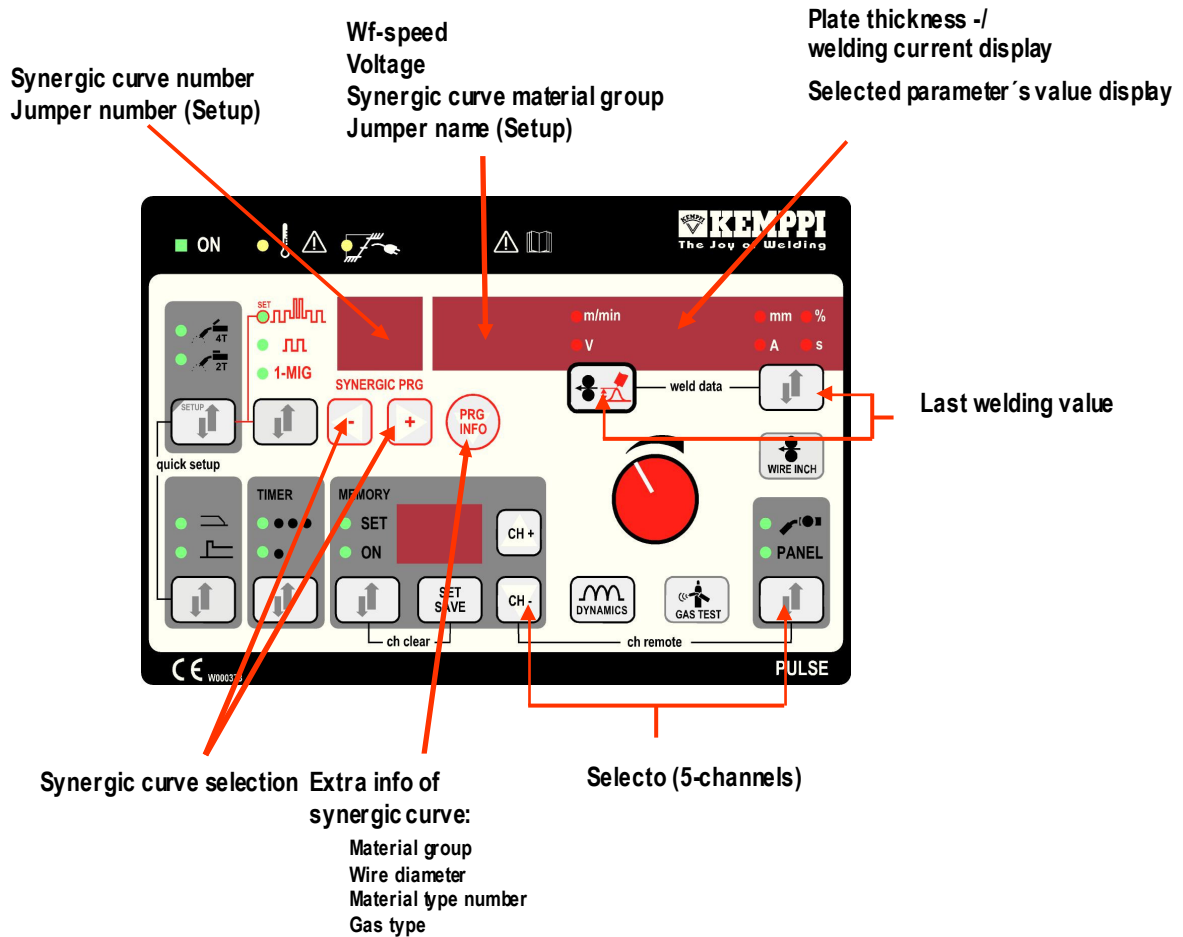 Wf-speed
Voltage
Synergic curve material group
Jumper name (Setup)
Plate thickness -/
welding current display
Selected parameter´s value display
Synergic curve number
Jumper number (Setup)
ON
KEMPPI
The Joy of Welding
SET
4T
2T
1-MIG
m/min
V
mm
%
A
s
SETUP
SYNERGIC PRG
-
+
PRG
INFO
weld data
Last welding value
WIRE INCH
quick setup
TIMER
MEMORY
SET
ON
CH +
PANEL
SET
SAVE
CH -
DYNAMICS
GAS TEST
ch clear
ch remote
CE
PULSE
Synergic curve selection
Extra info of
synergic curve:
Material group
Wire diameter
Material type number
Gas type
Selecto (5-channels)